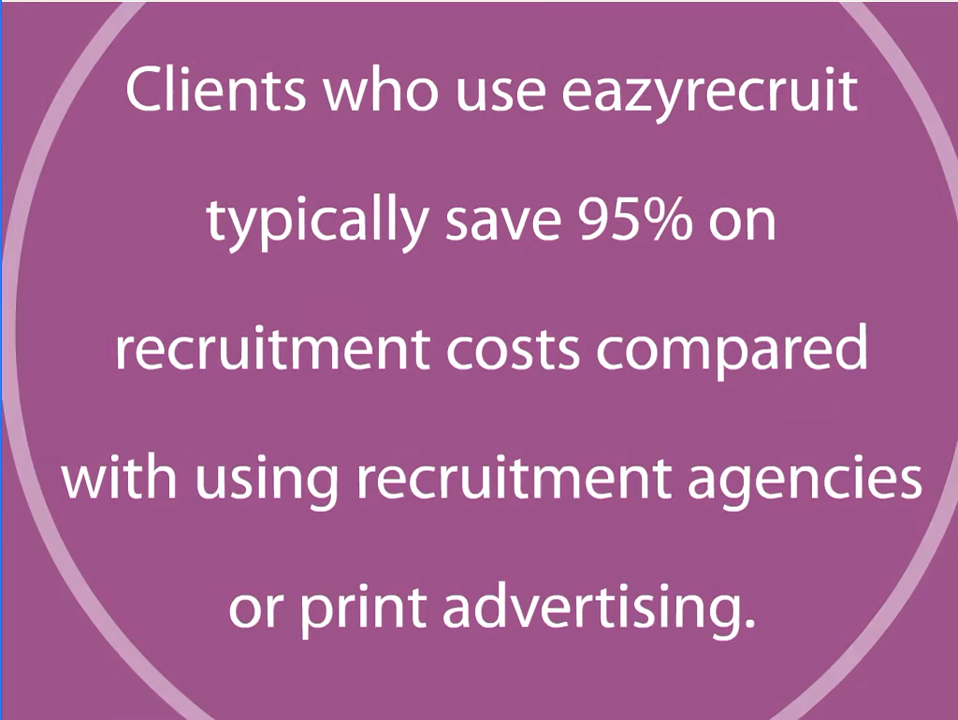 Clients who use eazyrecruit
typically save 95% on
recruitment costs compared
with using recruitment agencies
or print advertising.